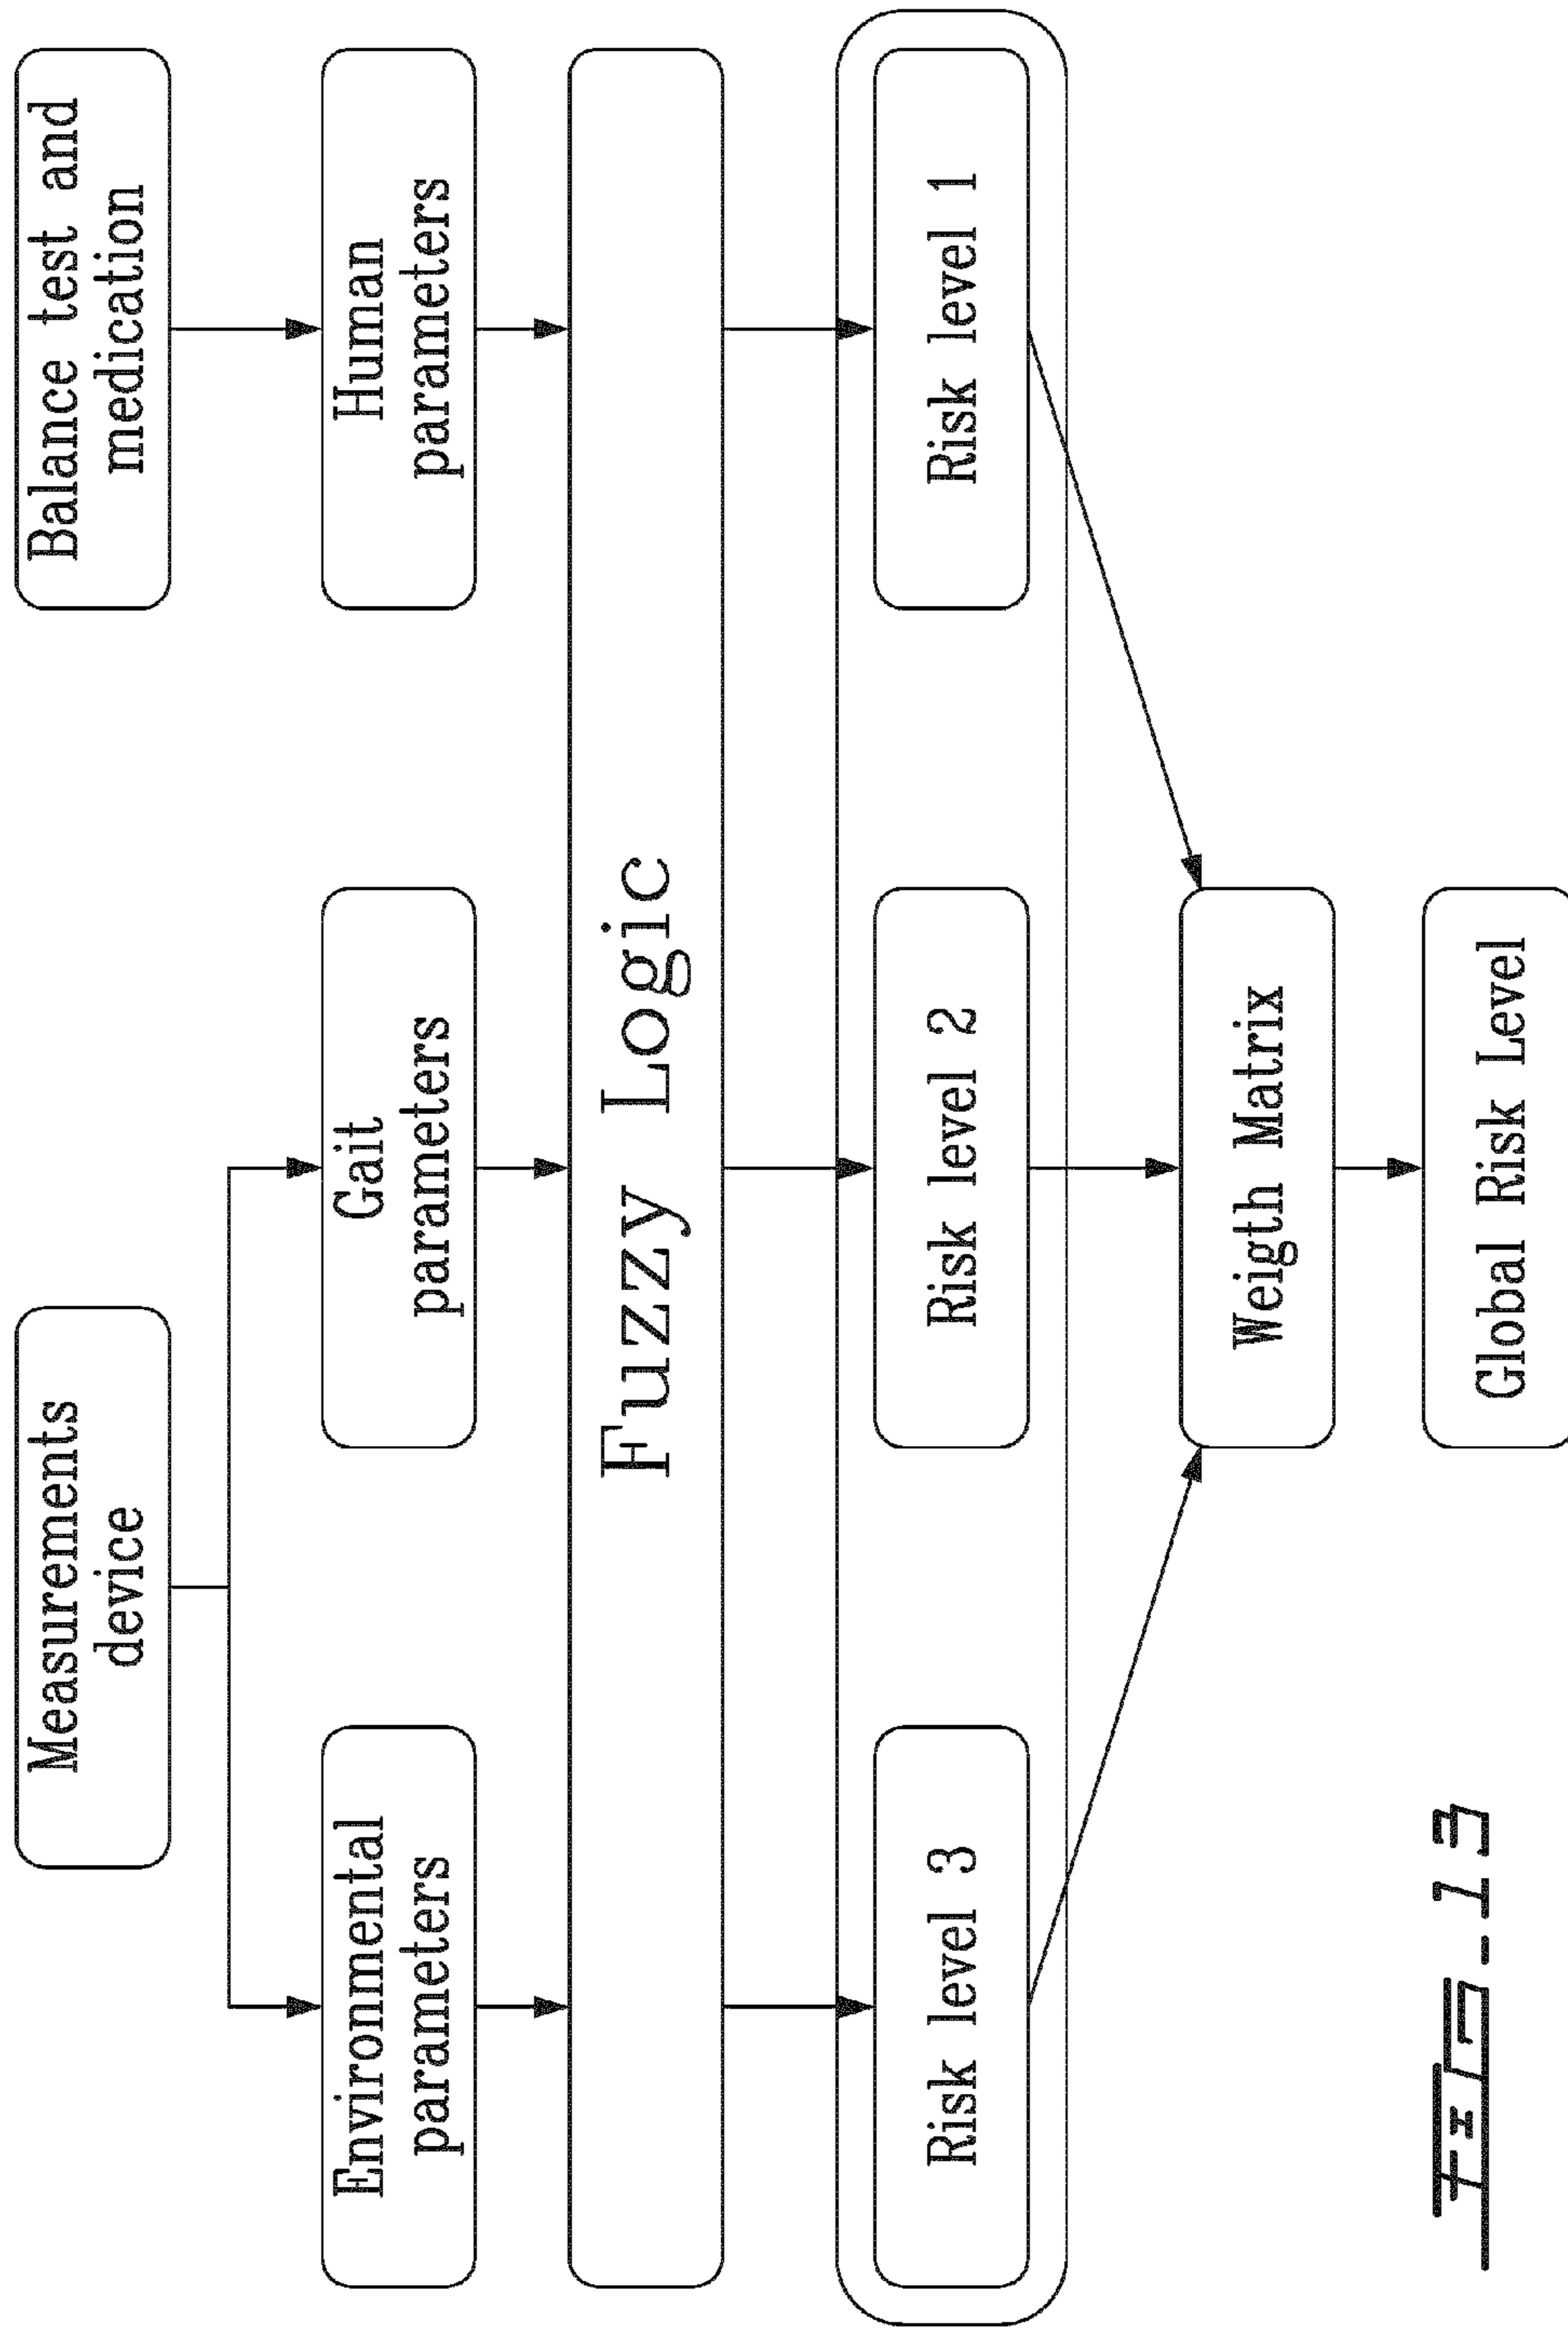 Measurements
device
Balance test and
medication
Environmental
parameters
Gait
parameters
Human
parameters
Fuzzy Logic
Risk level 3
Risk level 2
Risk level 1
Weigth Matrix
Global Risk Level
FIG-13